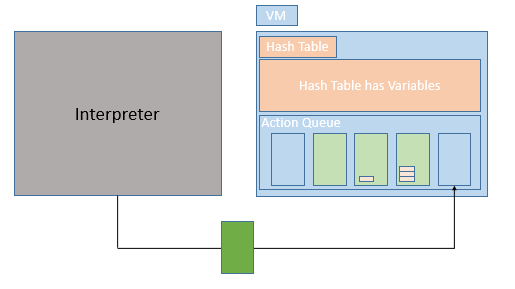 VM
Hash Table
Hash Table has Variables
Interpreter
Action Queue